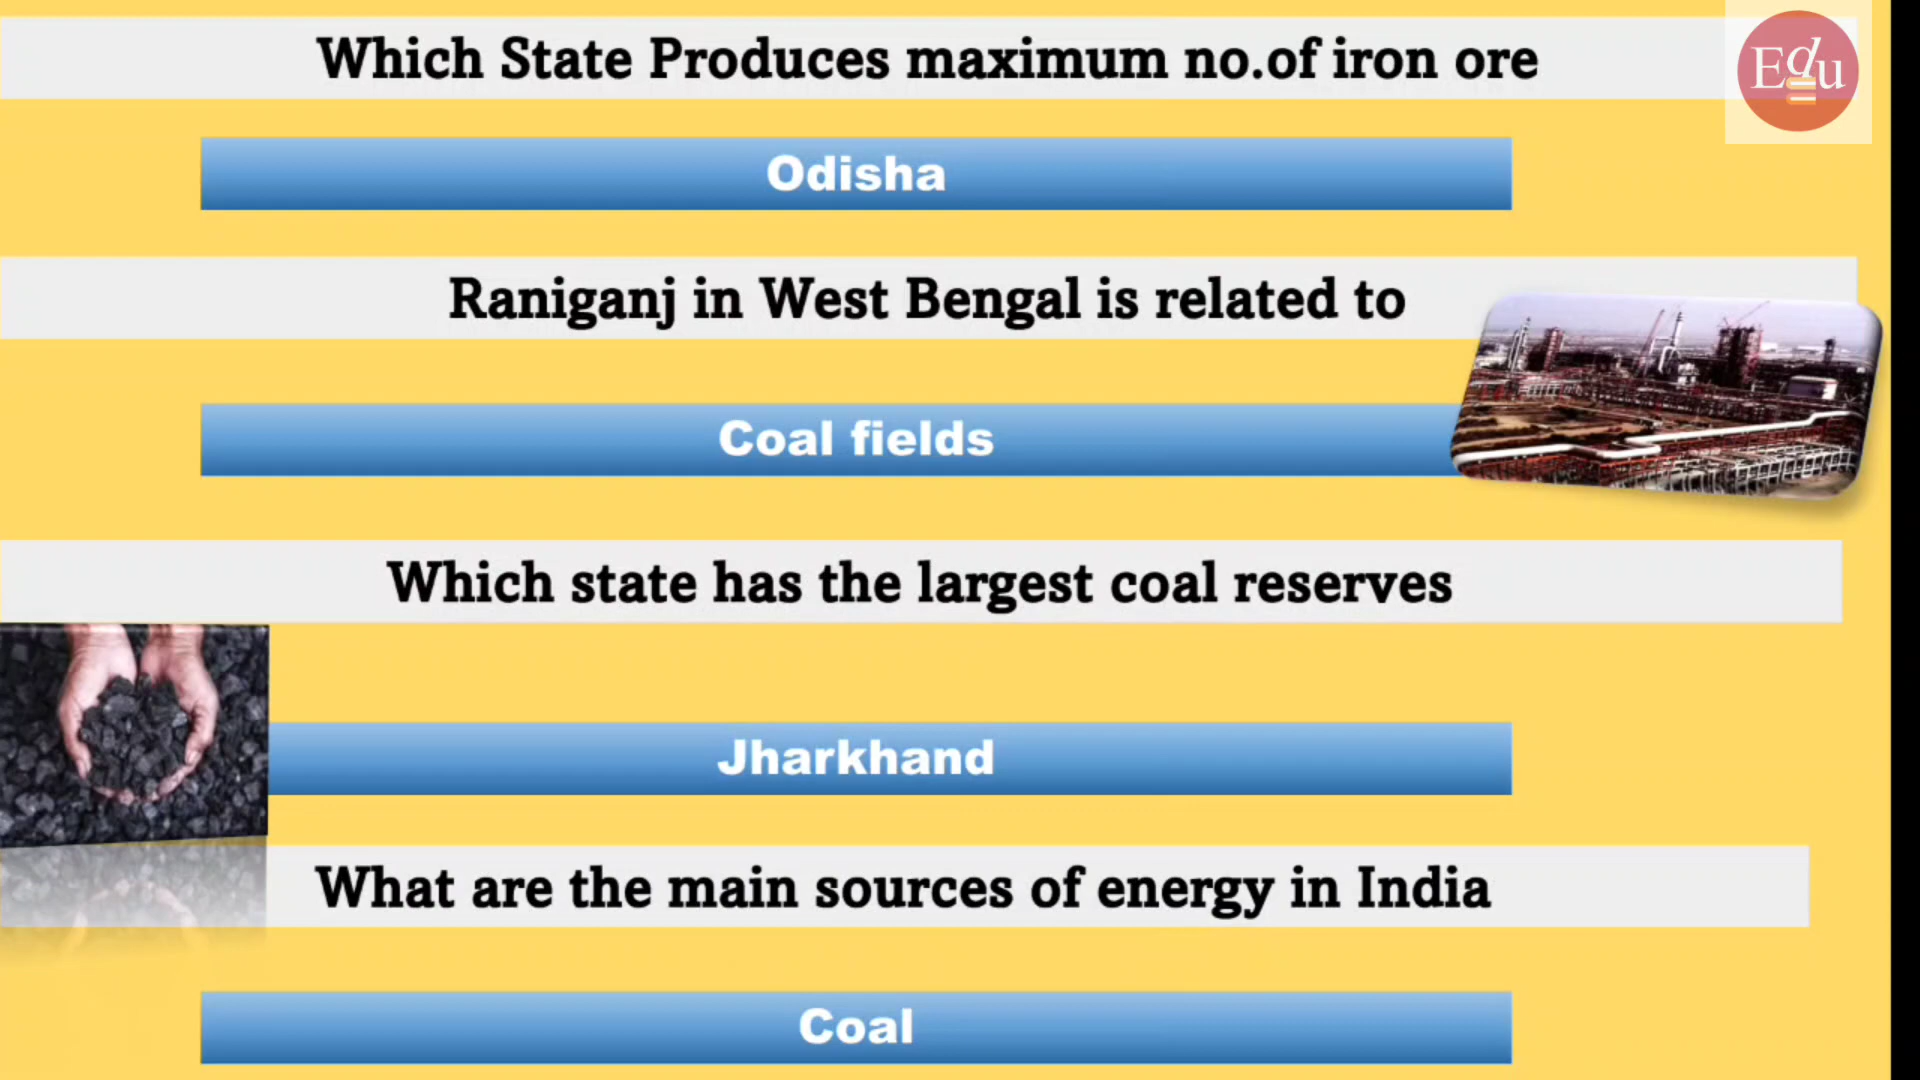 Which State Produces maximum no.of iron ore
Edu
Odisha
Raniganj in West Bengal is related to
Coal fields
Which state has the largest coal reserves
Jharkhand
What are the main sources of energy in India
Coal